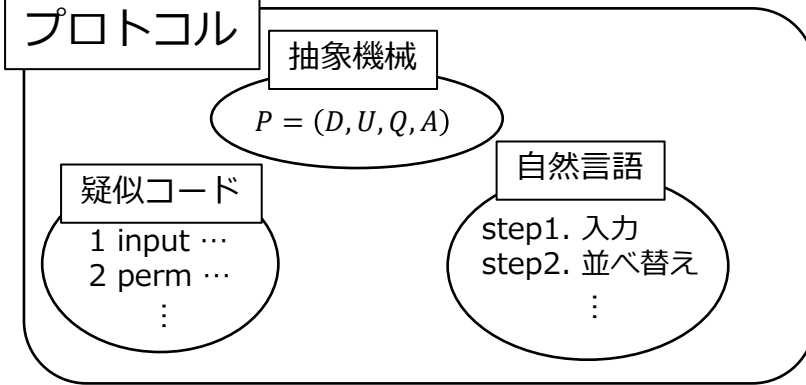 プロトコル
抽象機械
𝑃 = (𝐷, 𝑈, 𝑄, 𝐴)
疑似コード
1 input …
2 perm …
⋮
自然言語
step1. 入力
step2. 並べ替え
⋮